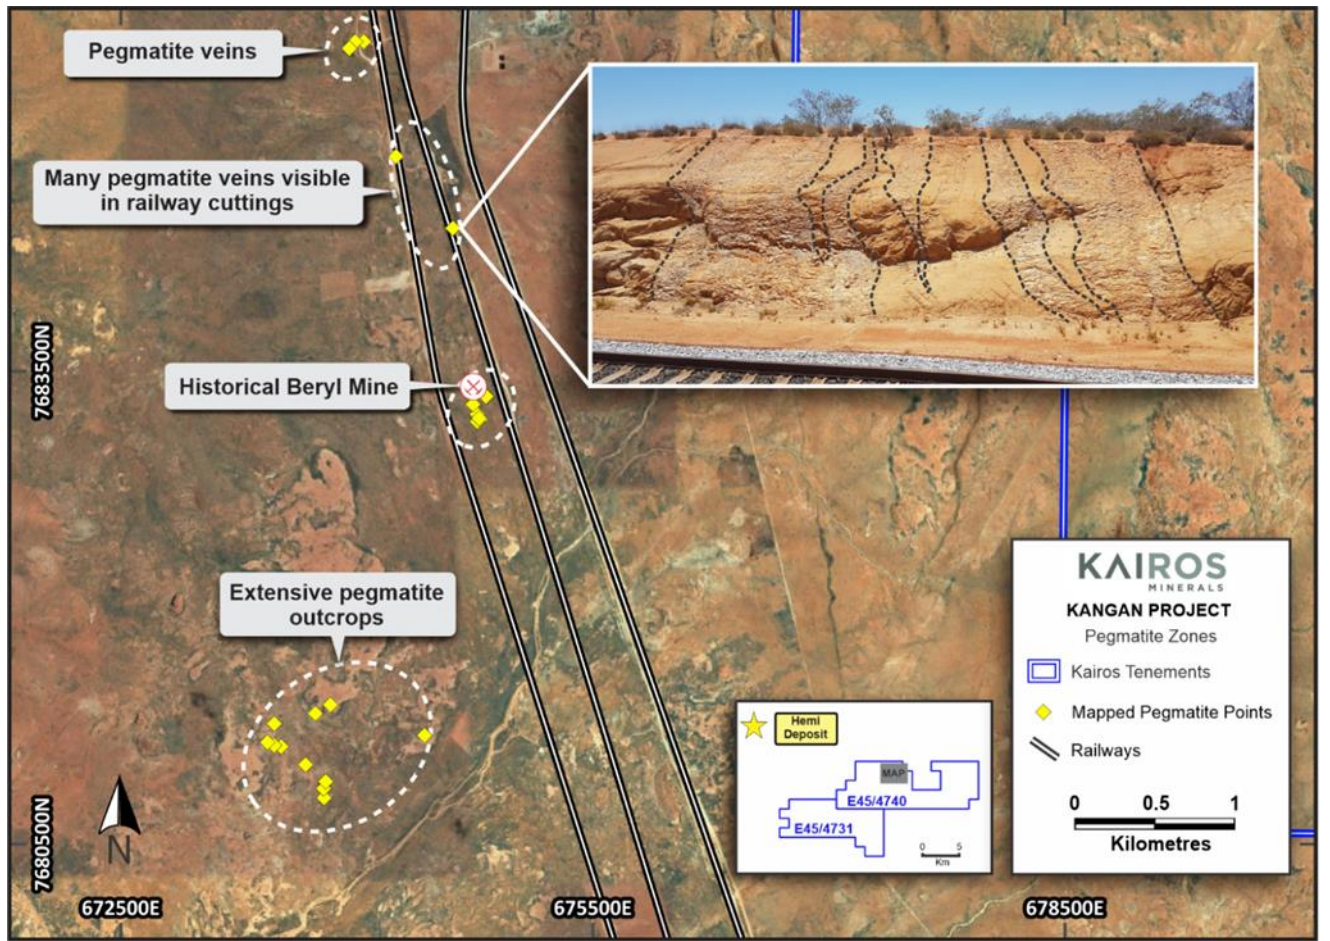 Pegmatite veins
Many pegmatite veins visible
in railway cuttings
7683500N
Historical Beryl Mine
Extensive pegmatite
outcrops
7680500N
N
672500E
675500E
678500E
Hemi
Deposit
MAP
E45/4740
E45/4731
0 5
Km
KAIROS
MINERALS
KANGAN PROJECT
Pegmatite Zones
Kairos Tenements
Mapped Pegmatite Points
Railways
0 0.5 1
Kilometres